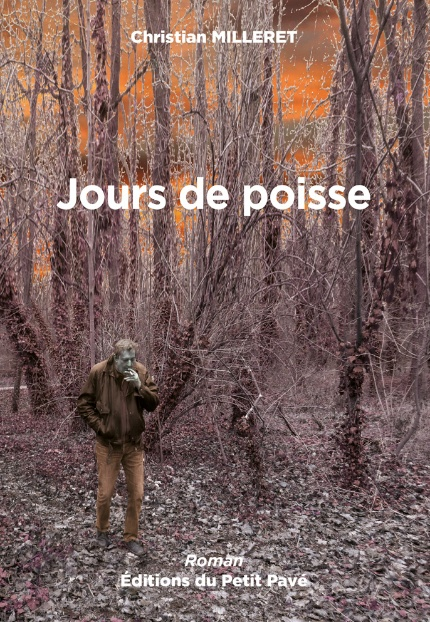 Christian MILLERET
Jours de poisse
Roman
Éditions du Petit Pavé